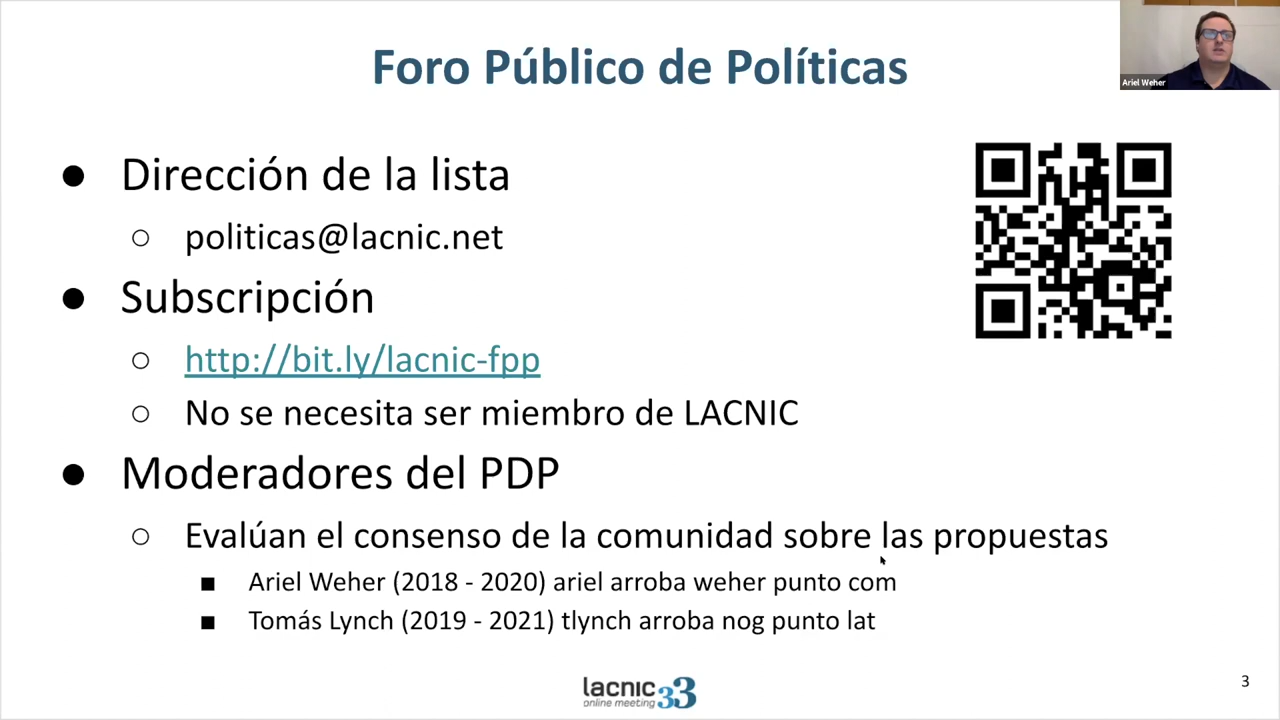 Foro Público de Políticas
Ariel Weher
● Dirección de la lista
○ politicas@lacnic.net
● Subscripción
○ http://bit.ly/lacnic-fpp
○ No se necesita ser miembro de LACNIC
● Moderadores del PDP
○ Evalúan el consenso de la comunidad sobre las propuestas
■ Ariel Weher (2018 - 2020) ariel arroba weher punto com
■ Tomás Lynch (2019 - 2021) tlynch arroba nog punto lat
lacnic 33
online meeting
3